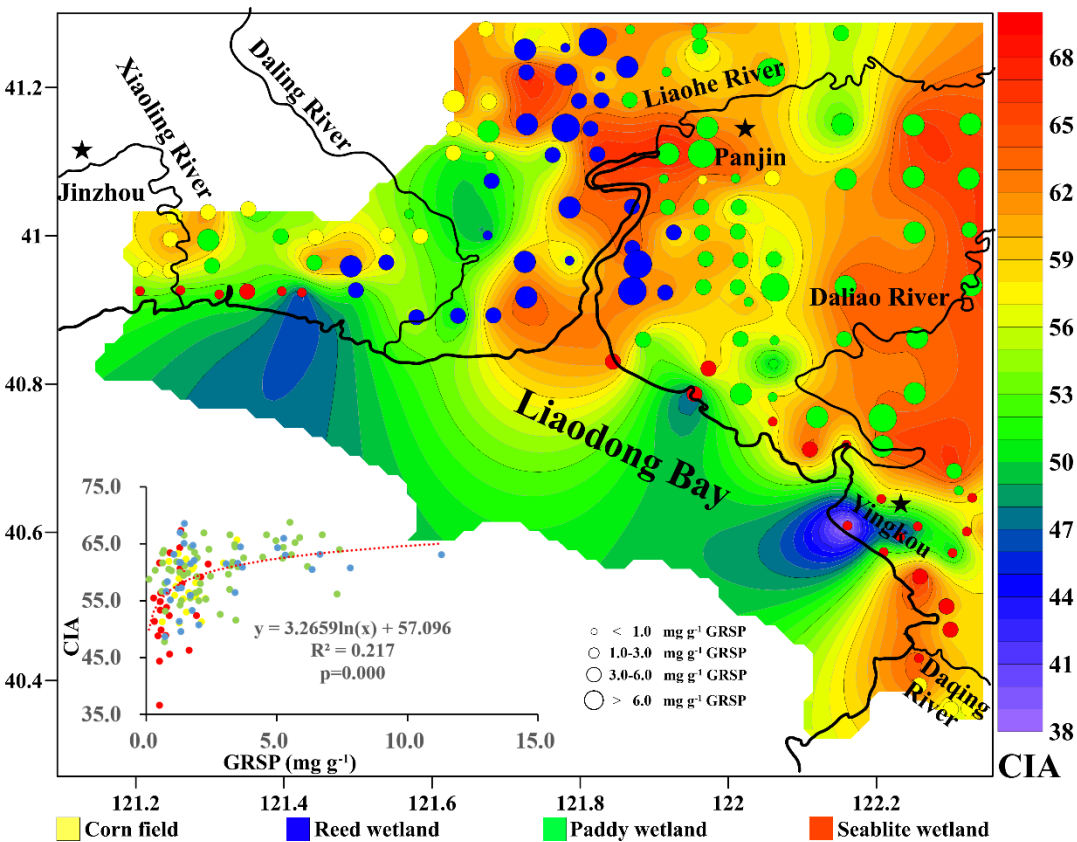 41.2
41
40.8
40.6
40.4
121.2
121.4
121.6
121.8
122
122.2
Xiaoling River
Daling River
Liaohe River
Panjin
Jinzhou
Daliao River
Liaodong Bay
Yingkou
Daqing
River
68
65
62
59
56
53
50
47
44
41
38
CIA
75.0
65.0
55.0
45.0
35.0
CIA
y = 3.2659ln(x) + 57.096
R² = 0.217
p=0.000
0.0
5.0
10.0
15.0
GRSP (mg g⁻¹)
< 1.0 mg g⁻¹ GRSP
1.0-3.0 mg g⁻¹ GRSP
3.0-6.0 mg g⁻¹ GRSP
> 6.0 mg g⁻¹ GRSP
Corn field
Reed wetland
Paddy wetland
Seablite wetland